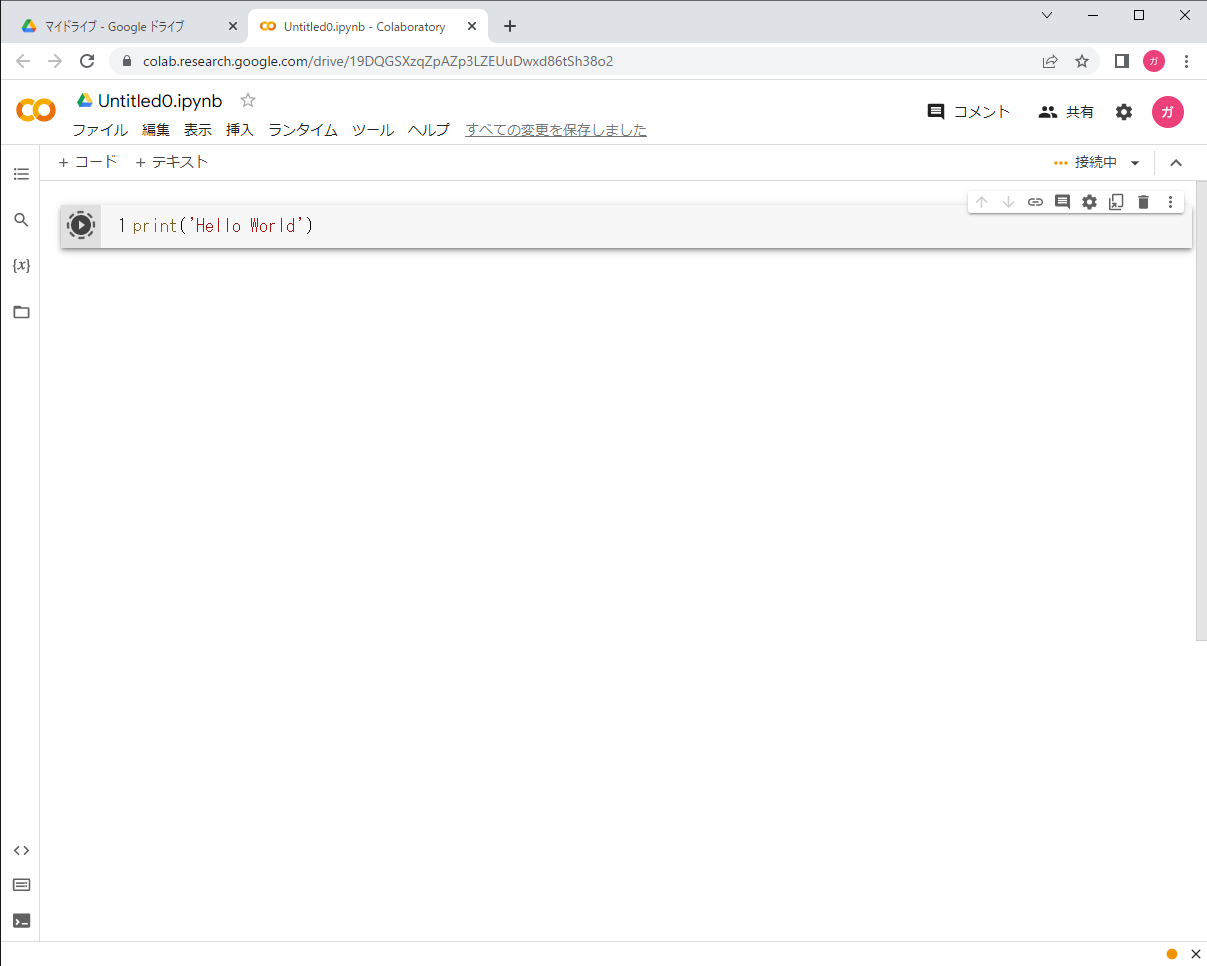 マイドライブ - Google ドライブ
Untitled0.ipynb - Colaboratory
colab.research.google.com/drive/19DQGSXzqZpAZp3LZEUuDwxd86tSh38o2
ガ
Untitled0.ipynb
ファイル 編集 表示 挿入 ランタイム ツール ヘルプ すべての変更を保存しました
コメント 共有 ガ
+ コード + テキスト
接続中
1 print('Hello World')
{x}